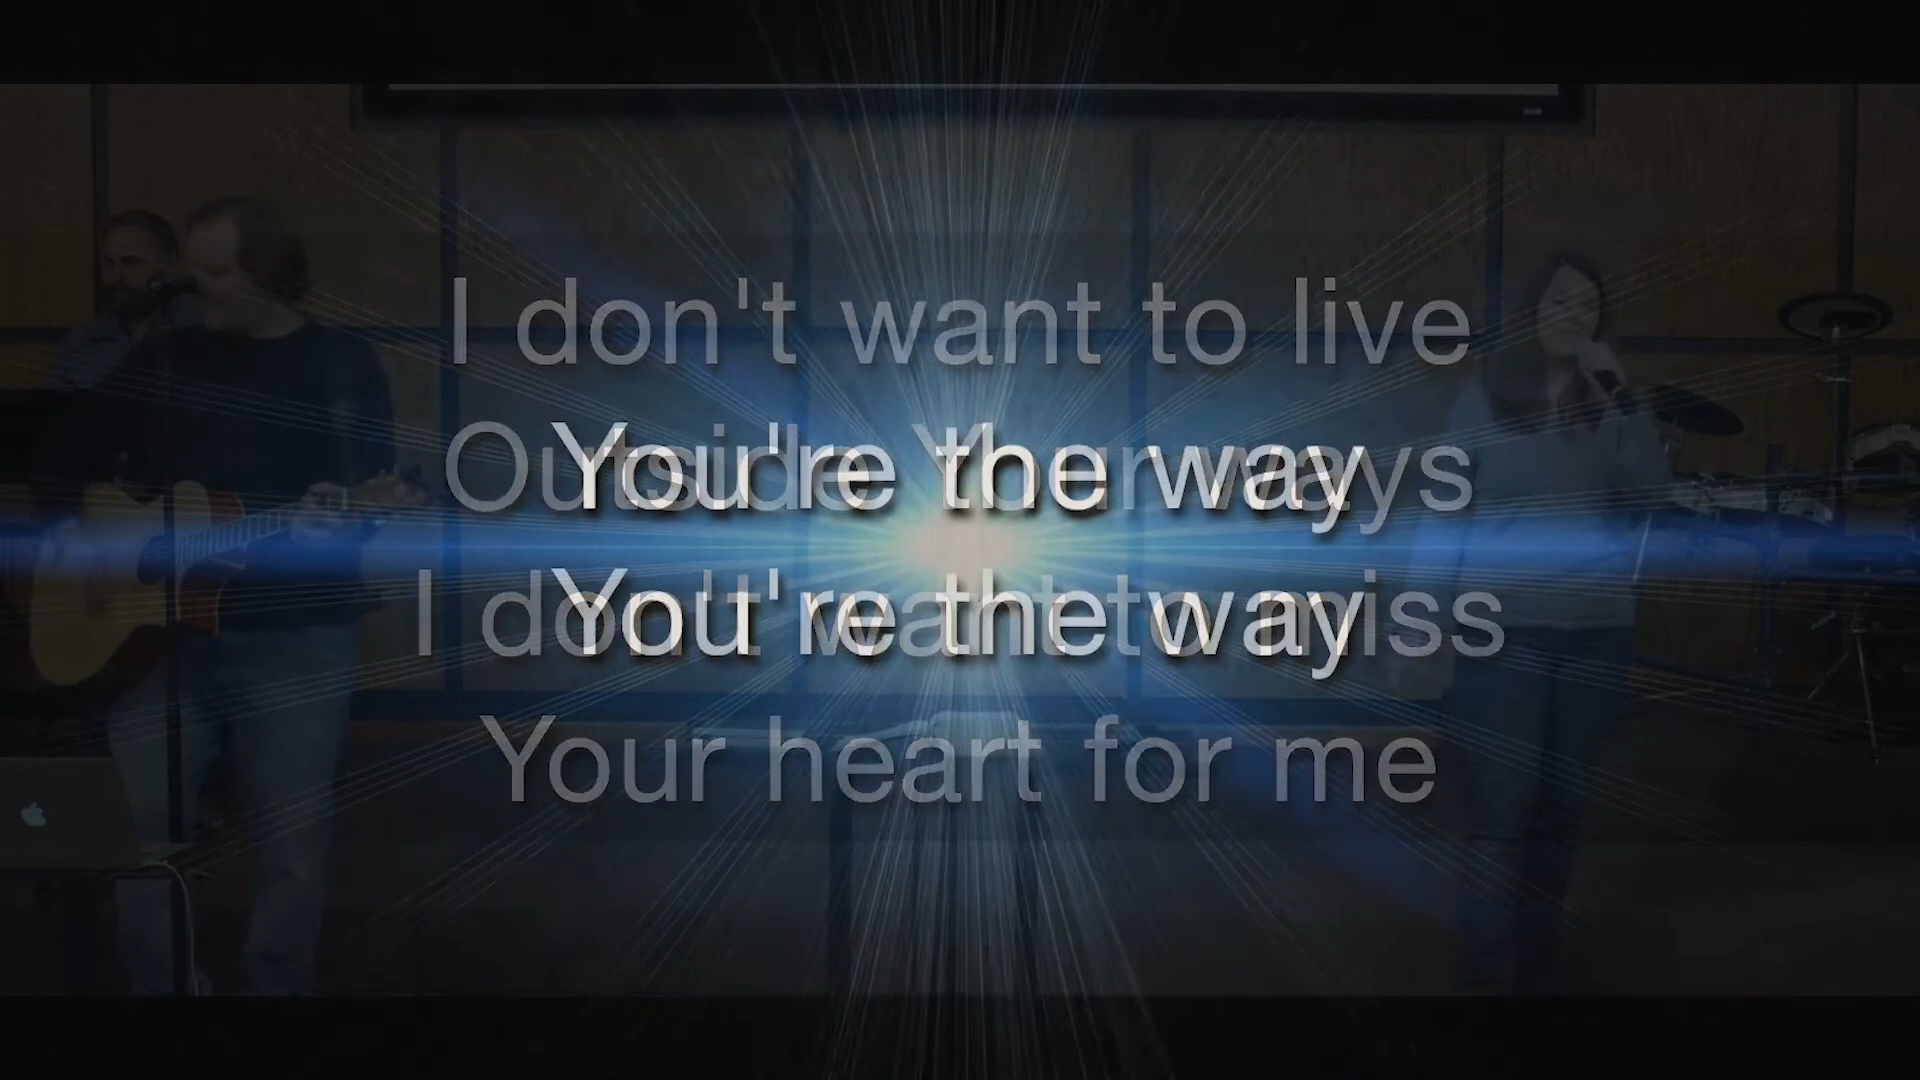 I don't want to live
Outside Your ways
You're the way
I don't want to miss
You're the way
Your heart for me